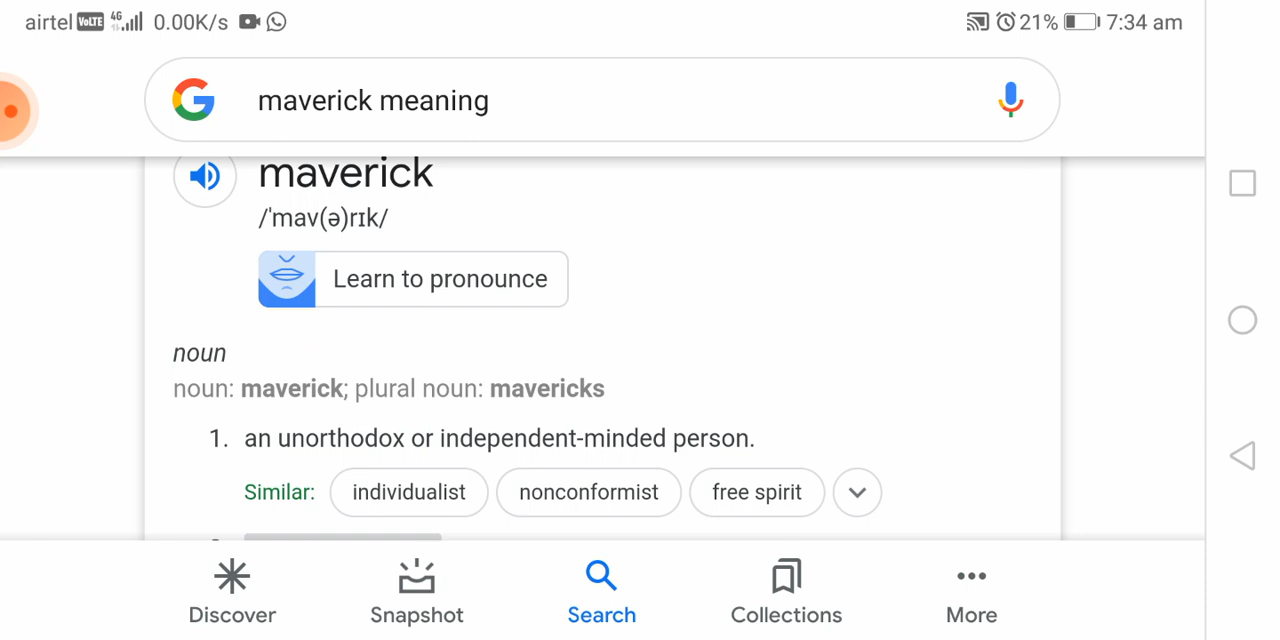 airtel VoLTE 4G 0.00K/s 21% 7:34 am
maverick meaning
maverick
/ˈmav(ə)rɪk/
Learn to pronounce
noun
noun: maverick; plural noun: mavericks
1. an unorthodox or independent-minded person.
Similar: individualist nonconformist free spirit
Discover Snapshot Search Collections More